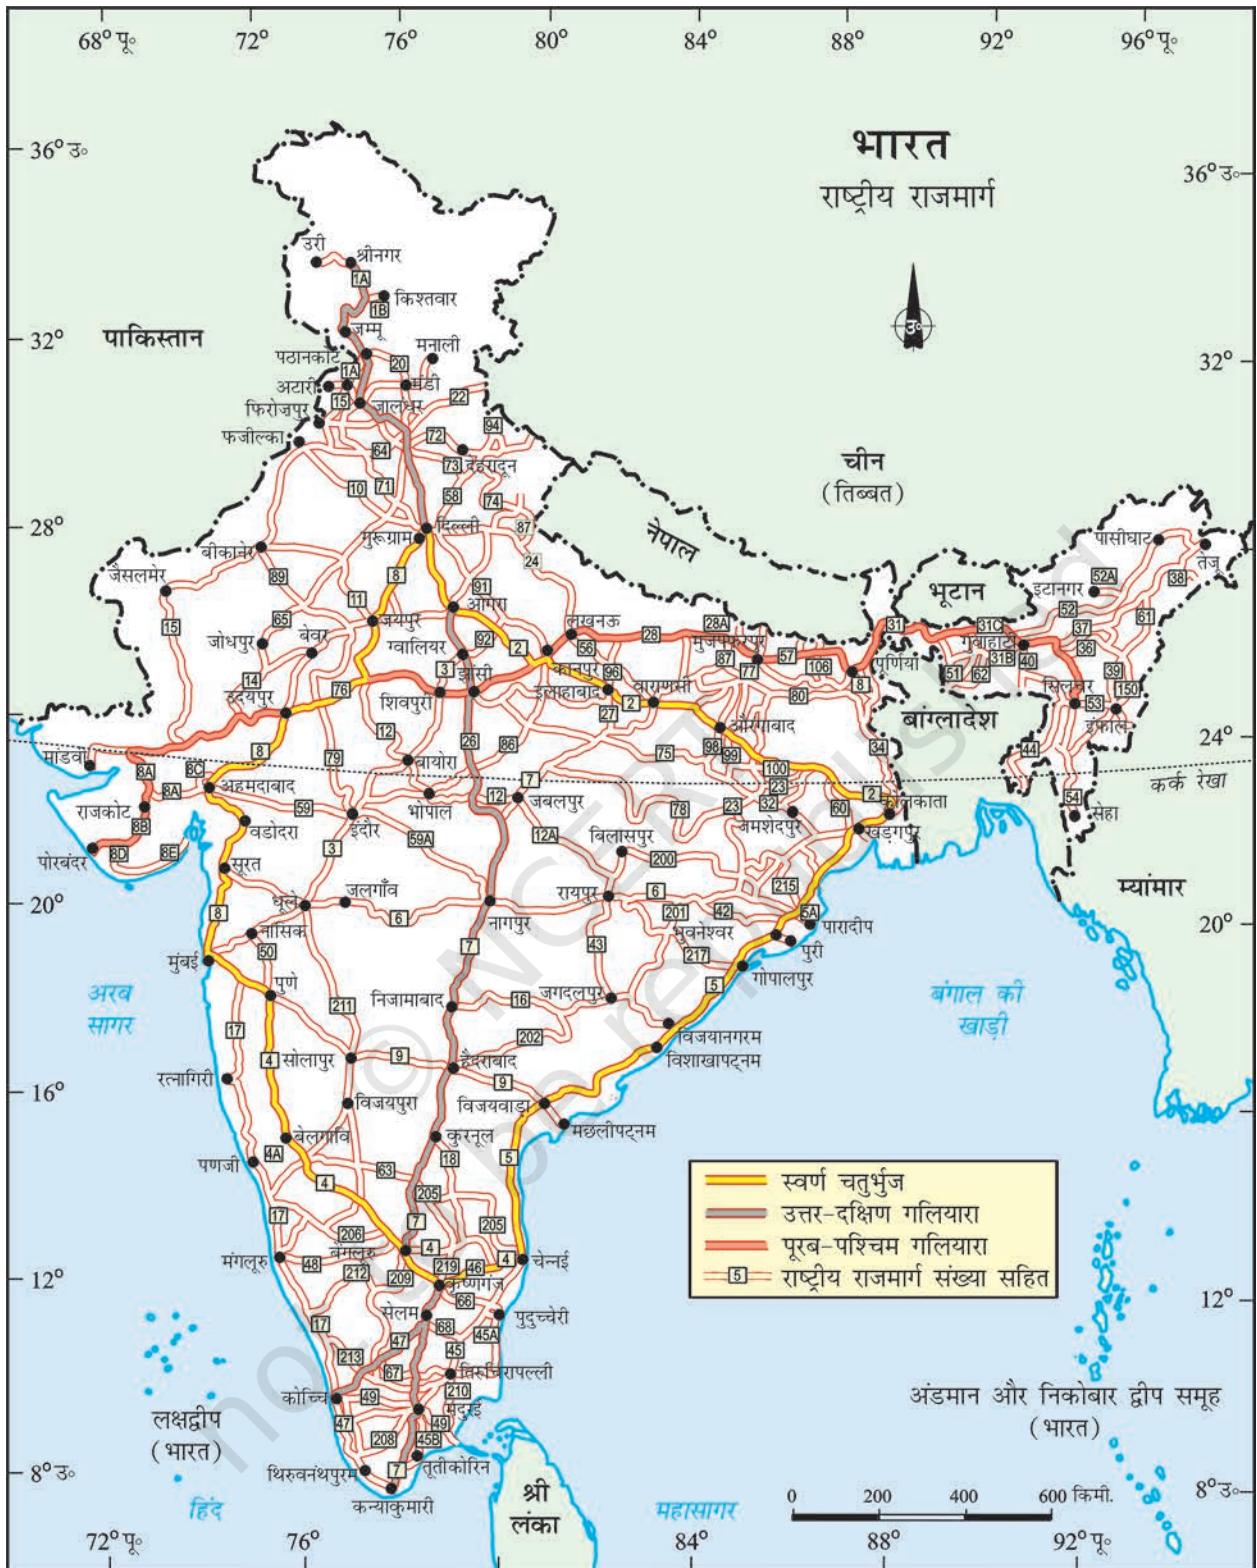 68° पू॰ 72° 76° 80° 84° 88° 92° 96° पू॰
भारत
राष्ट्रीय राजमार्ग
36° उ॰
36° उ॰
उ॰
उरी
श्रीनगर
1A
किश्तवार
1B
जम्मू
पाकिस्तान
32°
32°
पठानकोट
मनाली
20
1A
अटारी
मंडी
15
जालंधर
22
फिरोज़पुर
94
फजील्का
72
64
देहरादून
73
चीन
(तिब्बत)
10
71
58
74
28°
28°
दिल्ली
87
गुरूग्राम
नेपाल
बीकानेर
24
जैसलमेर
89
8
91
11
आगरा
भूटान
पासीघाट
तेजू
52A
38
इटानगर
52
61
15
65
जयपुर
लखनऊ
28A
28
31
31C
गुवाहाटी
37
जोधपुर
बेवर
ग्वालियर
92
2
56
मुज़फ्फरपुर
57
36
14
झाँसी
कानपुर
87
106
पूर्णिया
31B
40
39
3
96
77
51
62
उदयपुर
76
शिवपुरी
इलाहाबाद
वाराणसी
80
8
सिलचर
150
27
2
53
बांग्लादेश
इंफाल
12
26
86
औरंगाबाद
34
24°
8
79
75
98
99
44
कर्क रेखा
मांडवी
8A
6C
ब्यावरा
100
8A
अहमदाबाद
7
23
2
कोलकाता
54
राजकोट
59
भोपाल
12
जबलपुर
78
23
32
60
सेहा
8B
वडोदरा
इंदौर
59A
12A
बिलासपुर
जमशेदपुर
खड़गपुर
पोरबंदर
8D
8E
3
200
सूरत
म्यांमार
215
धूले
जलगाँव
रायपुर
6
20°
8
6
नागपुर
201
42
5A
पारादीप
20°
नासिक
भुवनेश्वर
पुरी
मुंबई
50
7
43
217
गोपालपुर
पुणे
5
अरब
सागर
निजामाबाद
16
जगदलपुर
बंगाल की
खाड़ी
17
211
202
विजयानगरम
4
सोलापुर
9
हैदराबाद
विशाखापट्नम
रत्नागिरी
9
16°
16°
विजयपुरा
विजयवाड़ा
मछलीपट्नम
बेलगावि
कुरनूल
4A
18
5
पणजी
63
4
205
स्वर्ण चतुर्भुज
उत्तर-दक्षिण गलियारा
पूरब-पश्चिम गलियारा
5 राष्ट्रीय राजमार्ग संख्या सहित
17
7
205
206
बेंगलूरु
4
मंगलूरु
48
219
46
4
चेन्नई
212
209
कृष्णगंज
12°
12°
66
सेलम
पुदुच्चेरी
17
68
47
45A
213
45
67
तिरुचिरापल्ली
कोच्चि
49
210
अंडमान और निकोबार द्वीप समूह
(भारत)
लक्षद्वीप
(भारत)
मदुरई
47
49
208
45B
तूतीकोरिन
थिरुवनंथपुरम
7
8° उ॰
8° उ॰
कन्याकुमारी
श्री
लंका
हिंद
महासागर
0 200 400 600 किमी.
72° पू॰ 76° 84° 88° 92° पू॰
© NCERT
not to be republished